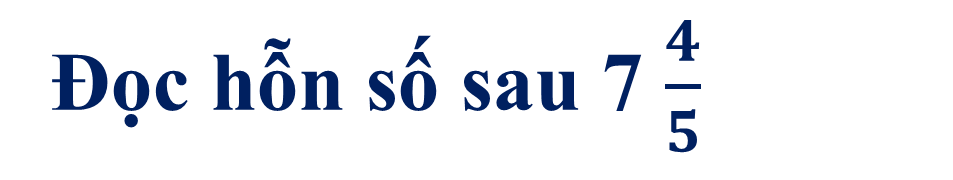 Đọc hỗn số sau 7 4/5